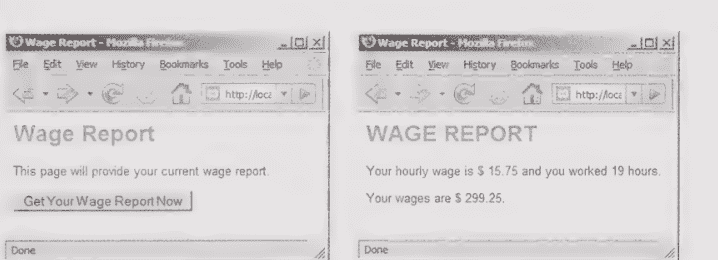 Wage Report - Mozilla Firefox
File Edit View History Bookmarks Tools Help
http://loca
Wage Report
This page will provide your current wage report.
Get Your Wage Report Now
Done
Wage Report - Mozilla Firefox
File Edit View History Bookmarks Tools Help
http://loca
WAGE REPORT
Your hourly wage is $ 15.75 and you worked 19 hours.
Your wages are $ 299.25.
Done